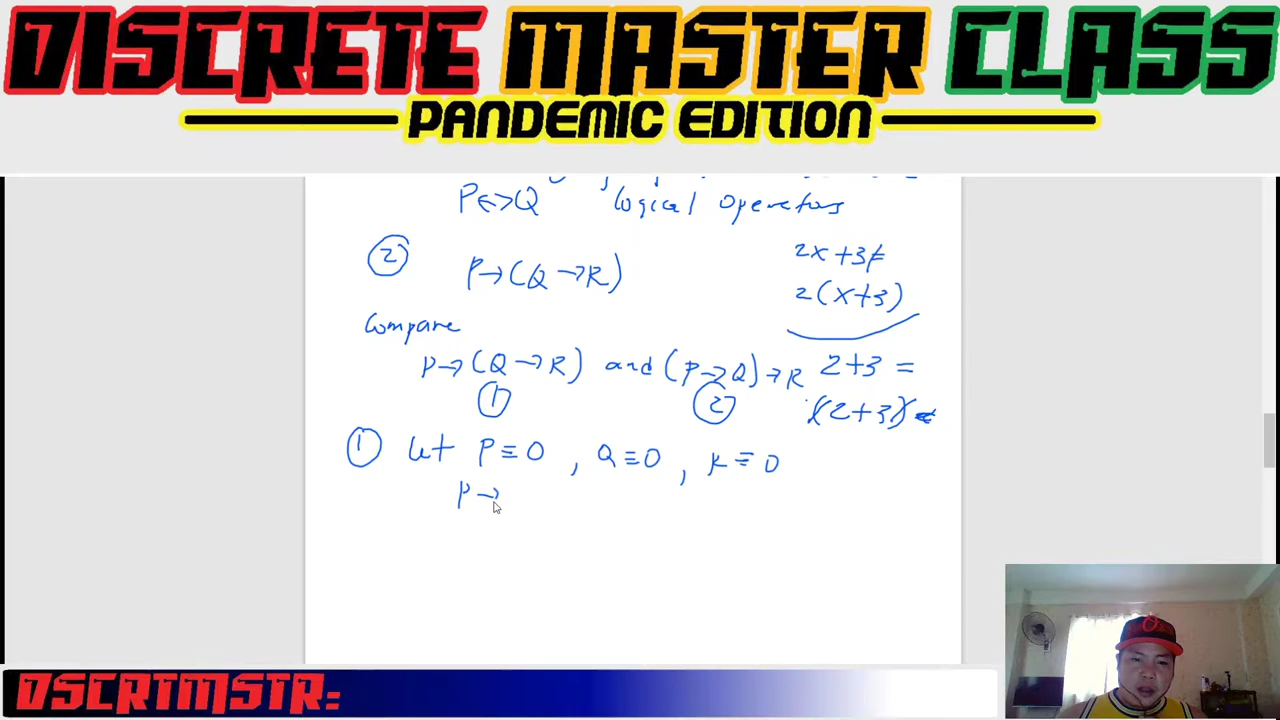 DISCRETE MASTER CLASS
PANDEMIC EDITION
P<->Q logical operators
② P→(Q→R)
2x+3≠
2(x+3)
Compare
P→(Q→R) and (P→Q)→R
① ②
2+3=
(2+3)
① Let P≡0, Q≡0, R≡0
P→
DSCRTMSTR: